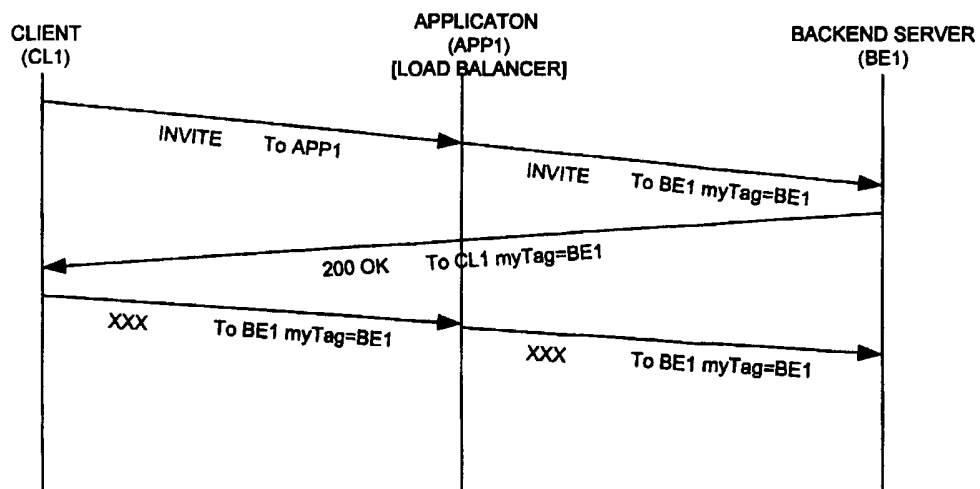 CLIENT
(CL1)
APPLICATON
(APP1)
[LOAD BALANCER]
BACKEND SERVER
(BE1)
INVITE To APP1
INVITE To BE1 myTag=BE1
200 OK To CL1 myTag=BE1
XXX To BE1 myTag=BE1
XXX To BE1 myTag=BE1